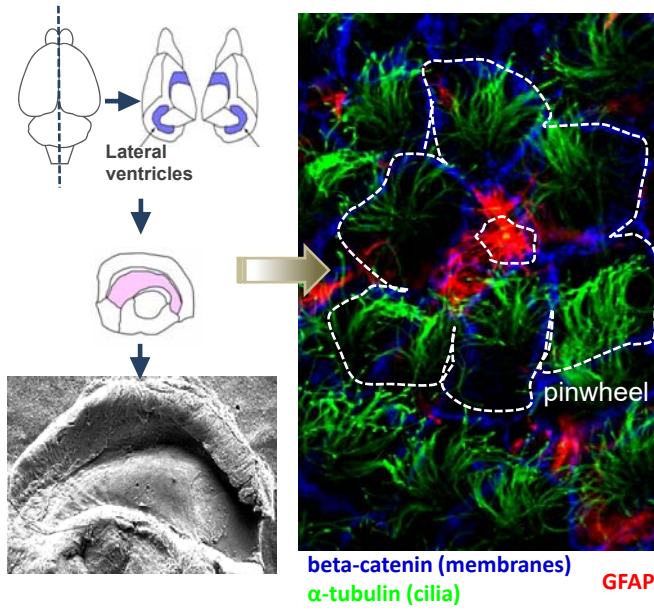 Lateral
ventricles
pinwheel
beta-catenin (membranes)
α-tubulin (cilia)
GFAP